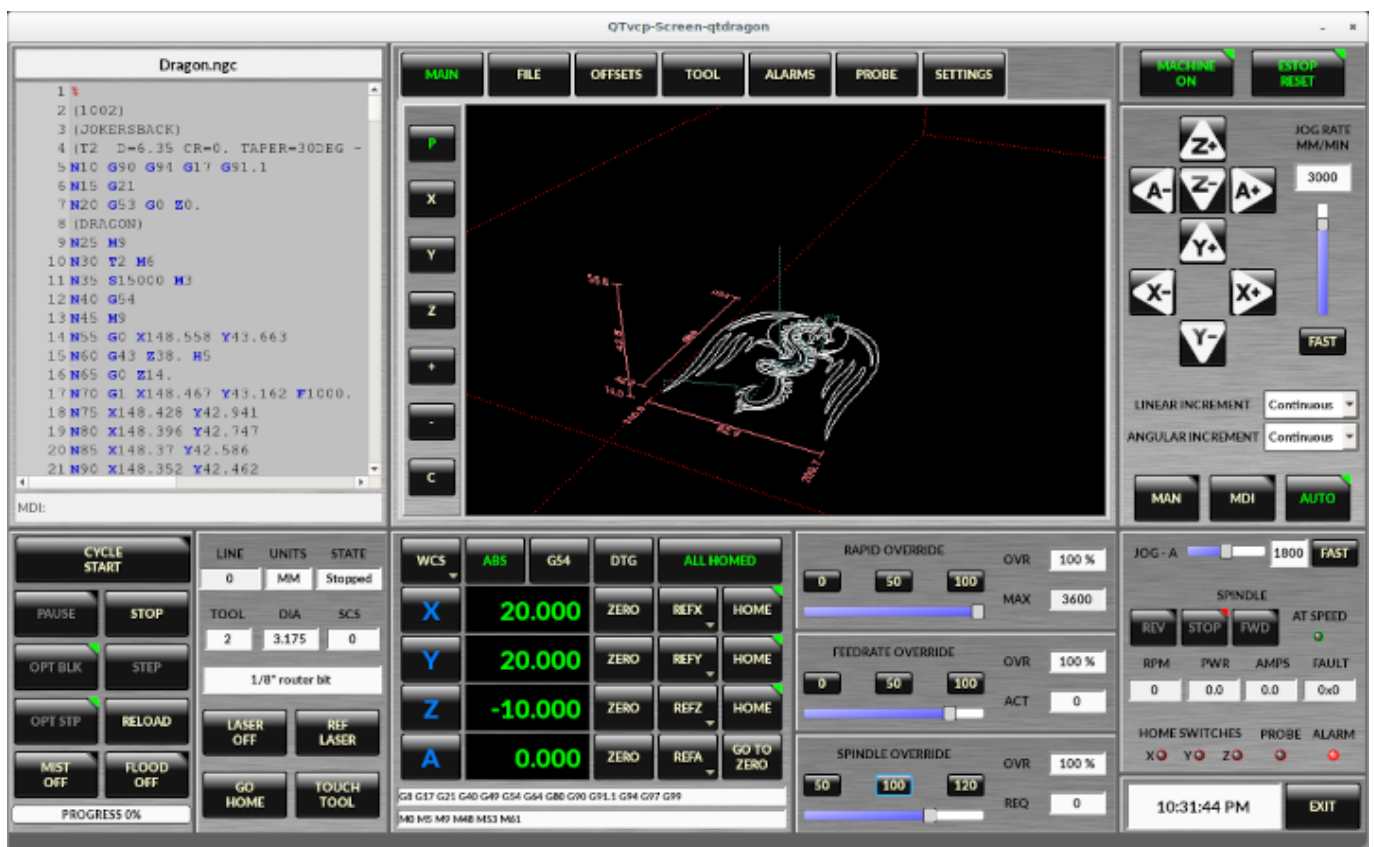 QTvcp-Screen-qtdragon
Dragon.ngc
1 %
2 (1002)
3 (JOKERSBACK)
4 (T2 D=6.35 CR=0. TAPER=30DEG -
5 N10 G90 G94 G17 G91.1
6 N15 G21
7 N20 G53 G0 Z0.
8 (DRAGON)
9 N25 M9
10 N30 T2 M6
11 N35 S15000 M3
12 N40 G54
13 N45 M9
14 N55 G0 X148.558 Y43.663
15 N60 G43 Z38. H5
16 N65 G0 Z14.
17 N70 G1 X148.467 Y43.162 F1000.
18 N75 X148.428 Y42.941
19 N80 X148.396 Y42.747
20 N85 X148.37 Y42.586
21 N90 X148.352 Y42.462
MDI:
MAIN FILE OFFSETS TOOL ALARMS PROBE SETTINGS
P
X
Y
Z
+
-
C
MACHINE ON
ESTOP RESET
JOG RATE
MM/MIN
3000
Z+
A- Z- A+
Y+
X- X+
Y-
FAST
LINEAR INCREMENT Continuous
ANGULAR INCREMENT Continuous
MAN MDI AUTO
CYCLE START
PAUSE STOP
OPT BLK STEP
OPT STP RELOAD
MIST OFF FLOOD OFF
PROGRESS 0%
LINE UNITS STATE
0 MM Stopped
TOOL DIA SCS
2 3.175 0
1/8" router bit
LASER OFF REF LASER
GO HOME TOUCH TOOL
WCS ABS G54 DTG ALL HOMED
X 20.000 ZERO REFX HOME
Y 20.000 ZERO REFY HOME
Z -10.000 ZERO REFZ HOME
A 0.000 ZERO REFA GO TO ZERO
G8 G17 G21 G40 G49 G54 G64 G80 G90 G91.1 G94 G97 G99
M0 M5 M9 M48 M53 M61
RAPID OVERRIDE
OVR 100 %
0 50 100
MAX 3600
FEEDRATE OVERRIDE
OVR 100 %
0 50 100
ACT 0
SPINDLE OVERRIDE
OVR 100 %
50 100 120
REQ 0
JOG - A 1800 FAST
SPINDLE
REV STOP FWD AT SPEED
RPM PWR AMPS FAULT
0 0.0 0.0 0x0
HOME SWITCHES PROBE ALARM
X Y Z
10:31:44 PM EXIT